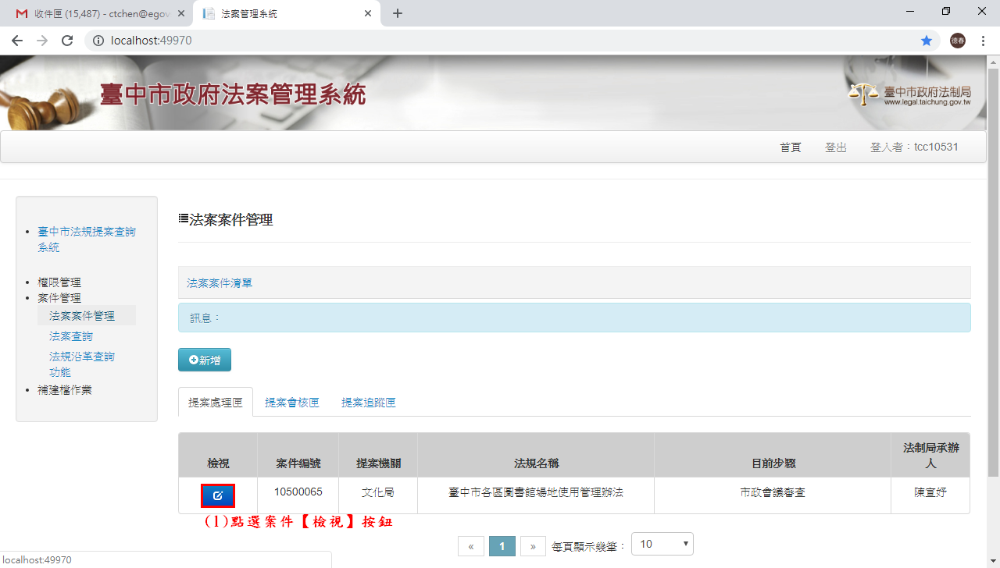 收件匣 (15,487) - ctchen@egov
法案管理系統
localhost:49970
德春
臺中市政府法案管理系統
臺中市政府法制局
www.legal.taichung.gov.tw
首頁 登出 登入者：tcc10531
臺中市法規提案查詢
系統
權限管理
案件管理
法案案件管理
法案查詢
法規沿革查詢
功能
補建檔作業
法案案件管理
法案案件清單
訊息：
新增
提案處理匣 提案會核匣 提案追蹤匣
檢視 案件編號 提案機關 法規名稱 目前步驟 法制局承辦
人
10500065 文化局 臺中市各區圖書館場地使用管理辦法 市政會議審查 陳宣妤
(1)點選案件【檢視】按鈕
« 1 » 每頁顯示幾筆： 10
localhost:49970